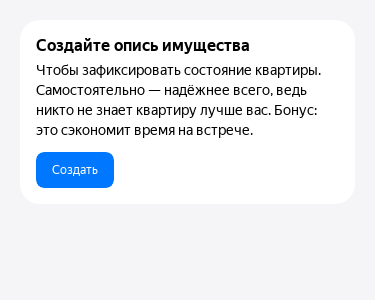 Создайте опись имущества
Чтобы зафиксировать состояние квартиры.
Самостоятельно — надёжнее всего, ведь
никто не знает квартиру лучше вас. Бонус:
это сэкономит время на встрече.
Создать